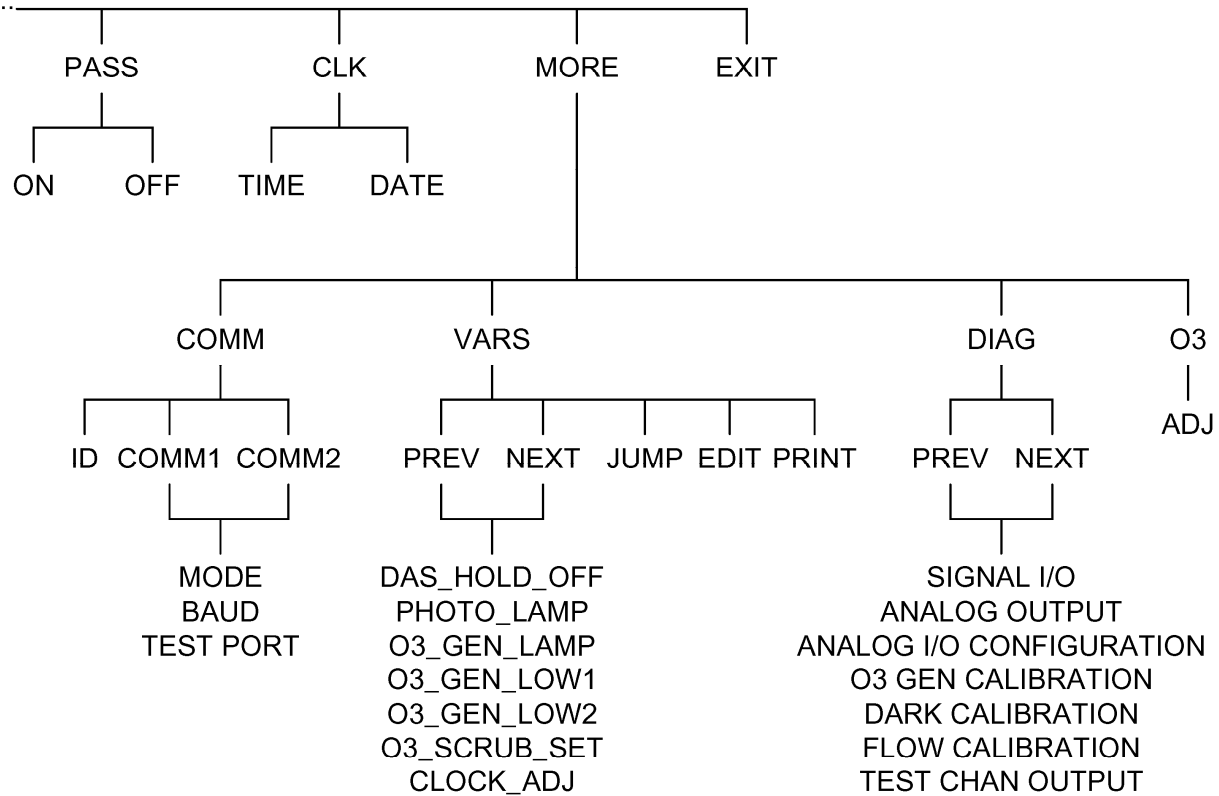 ..
PASS CLK MORE EXIT
ON OFF TIME DATE
COMM VARS DIAG O3
ADJ
ID COMM1 COMM2 PREV NEXT JUMP EDIT PRINT PREV NEXT
MODE
BAUD
TEST PORT
DAS_HOLD_OFF
PHOTO_LAMP
O3_GEN_LAMP
O3_GEN_LOW1
O3_GEN_LOW2
O3_SCRUB_SET
CLOCK_ADJ
SIGNAL I/O
ANALOG OUTPUT
ANALOG I/O CONFIGURATION
O3 GEN CALIBRATION
DARK CALIBRATION
FLOW CALIBRATION
TEST CHAN OUTPUT